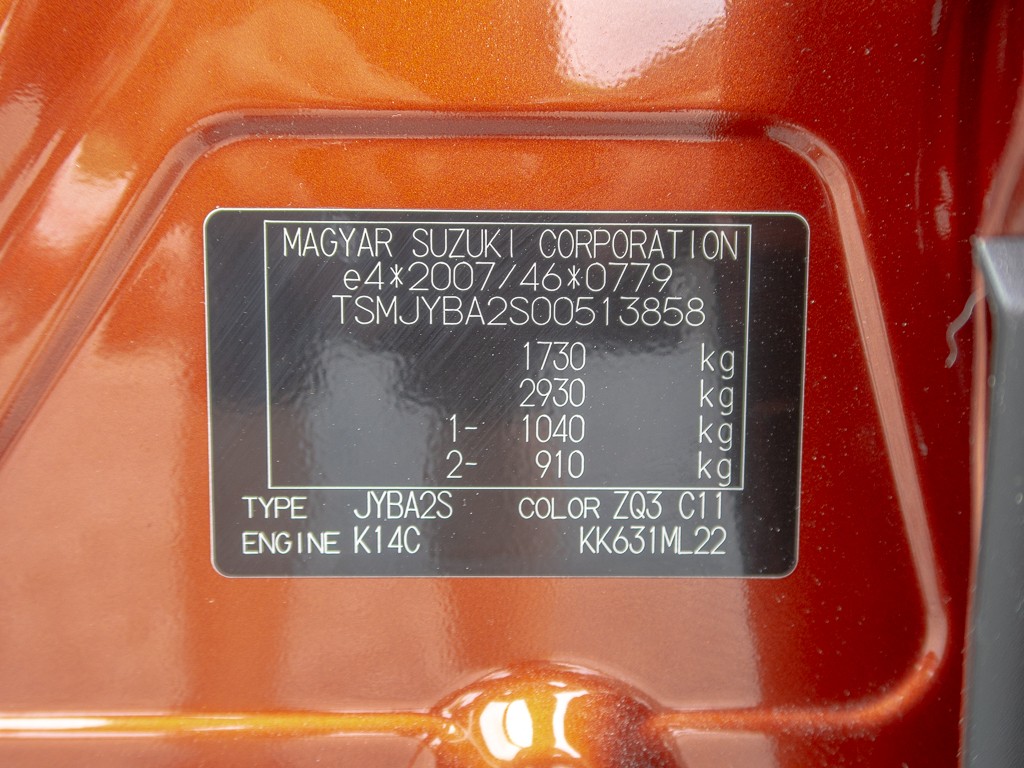 MAGYAR SUZUKI CORPORATION
e4*2007/46*0779
TSMJYBA2S00513858
1730 kg
2930 kg
1- 1040 kg
2- 910 kg
TYPE JYBA2S COLOR ZQ3 C11
ENGINE K14C KK631ML22